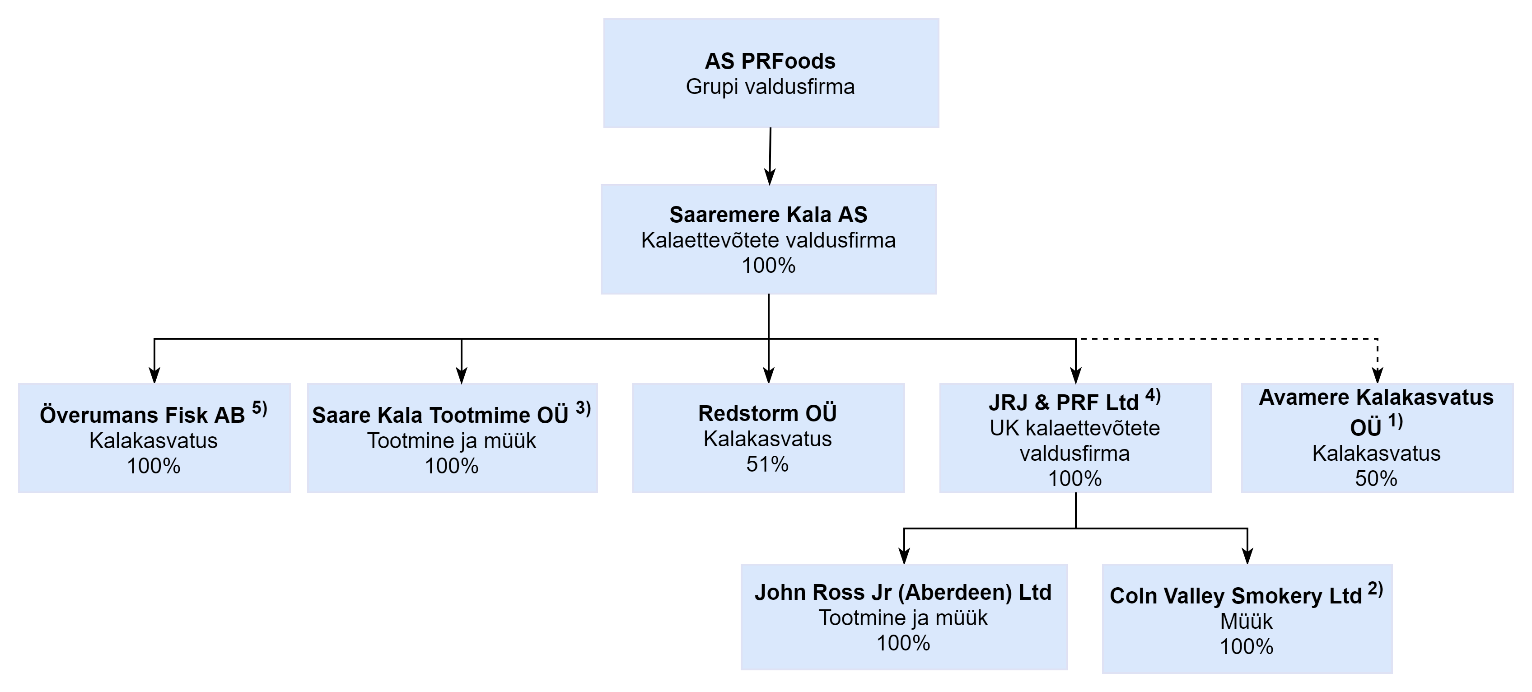 AS PRFoods
Grupi valdusfirma
Saaremere Kala AS
Kalaettevõtete valdusfirma
100%
Överumans Fisk AB 5)
Kalakasvatus
100%
Saare Kala Tootmime OÜ 3)
Tootmine ja müük
100%
Redstorm OÜ
Kalakasvatus
51%
JRJ & PRF Ltd 4)
UK kalaettevõtete
valdusfirma
100%
Avamere Kalakasvatus
OÜ 1)
Kalakasvatus
50%
John Ross Jr (Aberdeen) Ltd
Tootmine ja müük
100%
Coln Valley Smokery Ltd 2)
Müük
100%